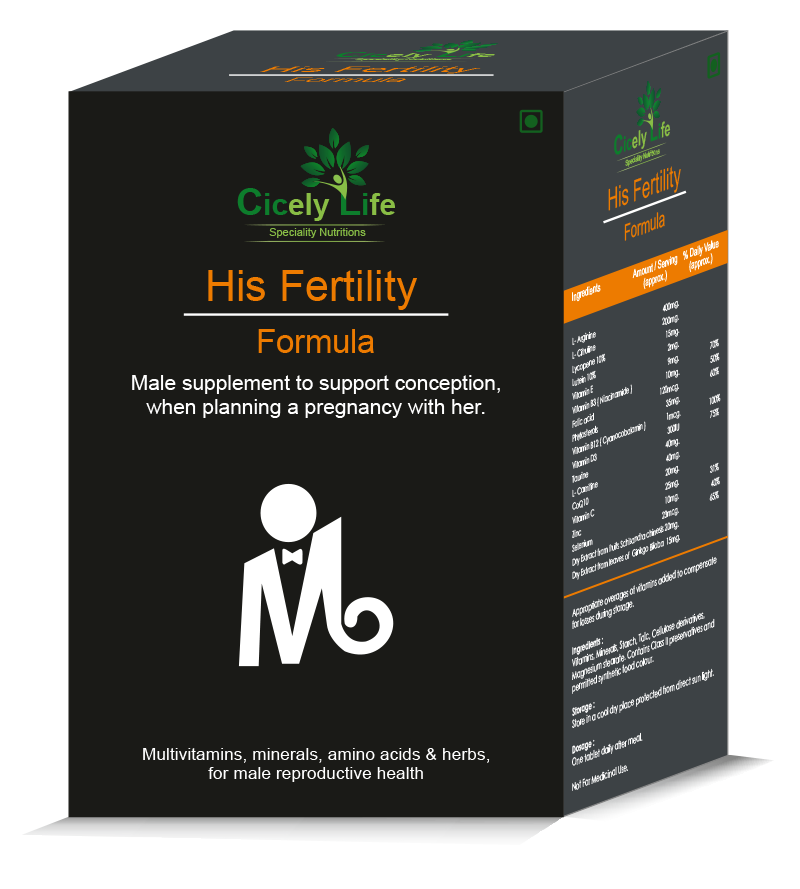 Cicely Life
Speciality Nutritions
His Fertility
Formula
Cicely Life
Speciality Nutritions
His Fertility
Formula
Male supplement to support conception,
when planning a pregnancy with her.
Multivitamins, minerals, amino acids & herbs,
for male reproductive health
Cicely Life
Speciality Nutritions
His Fertility
Formula
Ingredients Amount / Serving (approx.) % Daily Value (approx.)
L- Arginine 400mg.
L- Citrulline 200mg.
Lycopene 10% 15mg.
Lutein 10% 2mg.
Vitamin E 9mg. 70%
Vitamin B3 ( Niacinamide ) 10mg. 50%
Folic acid 120mcg. 60%
Phytosterols 35mg.
Vitamin B12 ( Cyanocobalamin ) 1mcg. 100%
Vitamin D3 300IU 75%
Taurine 40mg.
L- Carnitine 40mg.
CoQ10 20mg.
Vitamin C 25mg. 31%
Zinc 10mg. 40%
Selenium 23mcg. 65%
Dry Extract from fruits Schisandra chinesis 20mg.
Dry Extract from leaves of Ginkgo Biloba 15mg.
Appropriate overages of vitamins added to compensate
for losses during storage.
Ingredients :
Vitamins, Minerals, Starch, Talc, Cellulose derivatives,
Magnesium stearate. Contains Class II preservatives and
permitted synthetic food colour.
Storage :
Store in a cool dry place protected from direct sun light.
Dosage :
One tablet daily after meal.
Not For Medicinal Use.